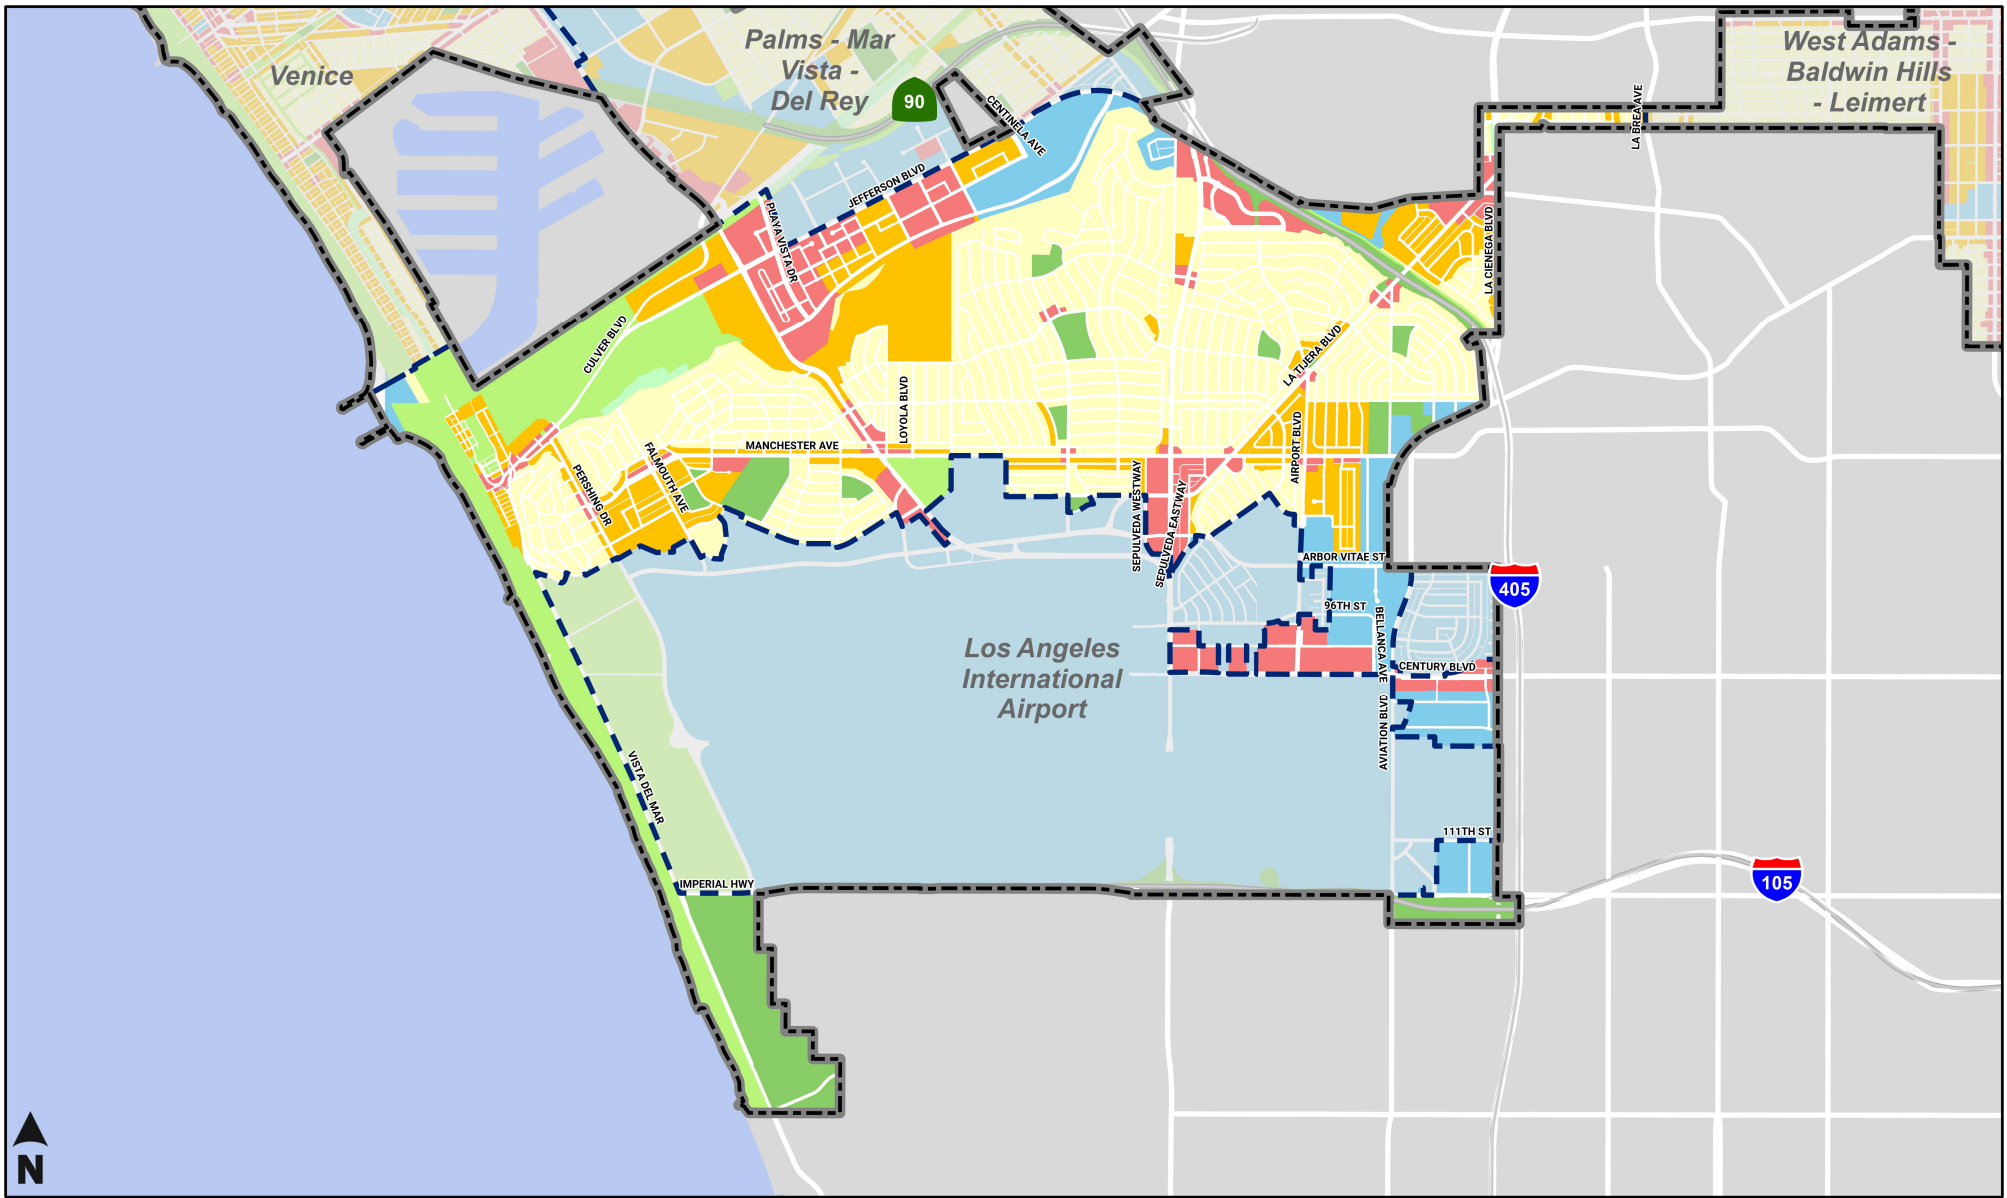 Venice
Palms - Mar
Vista -
Del Rey
90
West Adams -
Baldwin Hills
- Leimert
LA BREA AVE
CENTINELA AVE
JEFFERSON BLVD
PLAYA VISTA DR
LA CIENEGA BLVD
CULVER BLVD
LA TIJERA BLVD
LOYOLA BLVD
MANCHESTER AVE
AIRPORT BLVD
FALMOUTH AVE
PERSHING DR
SEPULVEDA WESTWAY
SEPULVEDA EASTWAY
ARBOR VITAE ST
405
96TH ST
BELLANCA AVE
Los Angeles
International
Airport
CENTURY BLVD
AVIATION BLVD
VISTA DEL MAR
111TH ST
IMPERIAL HWY
105
N